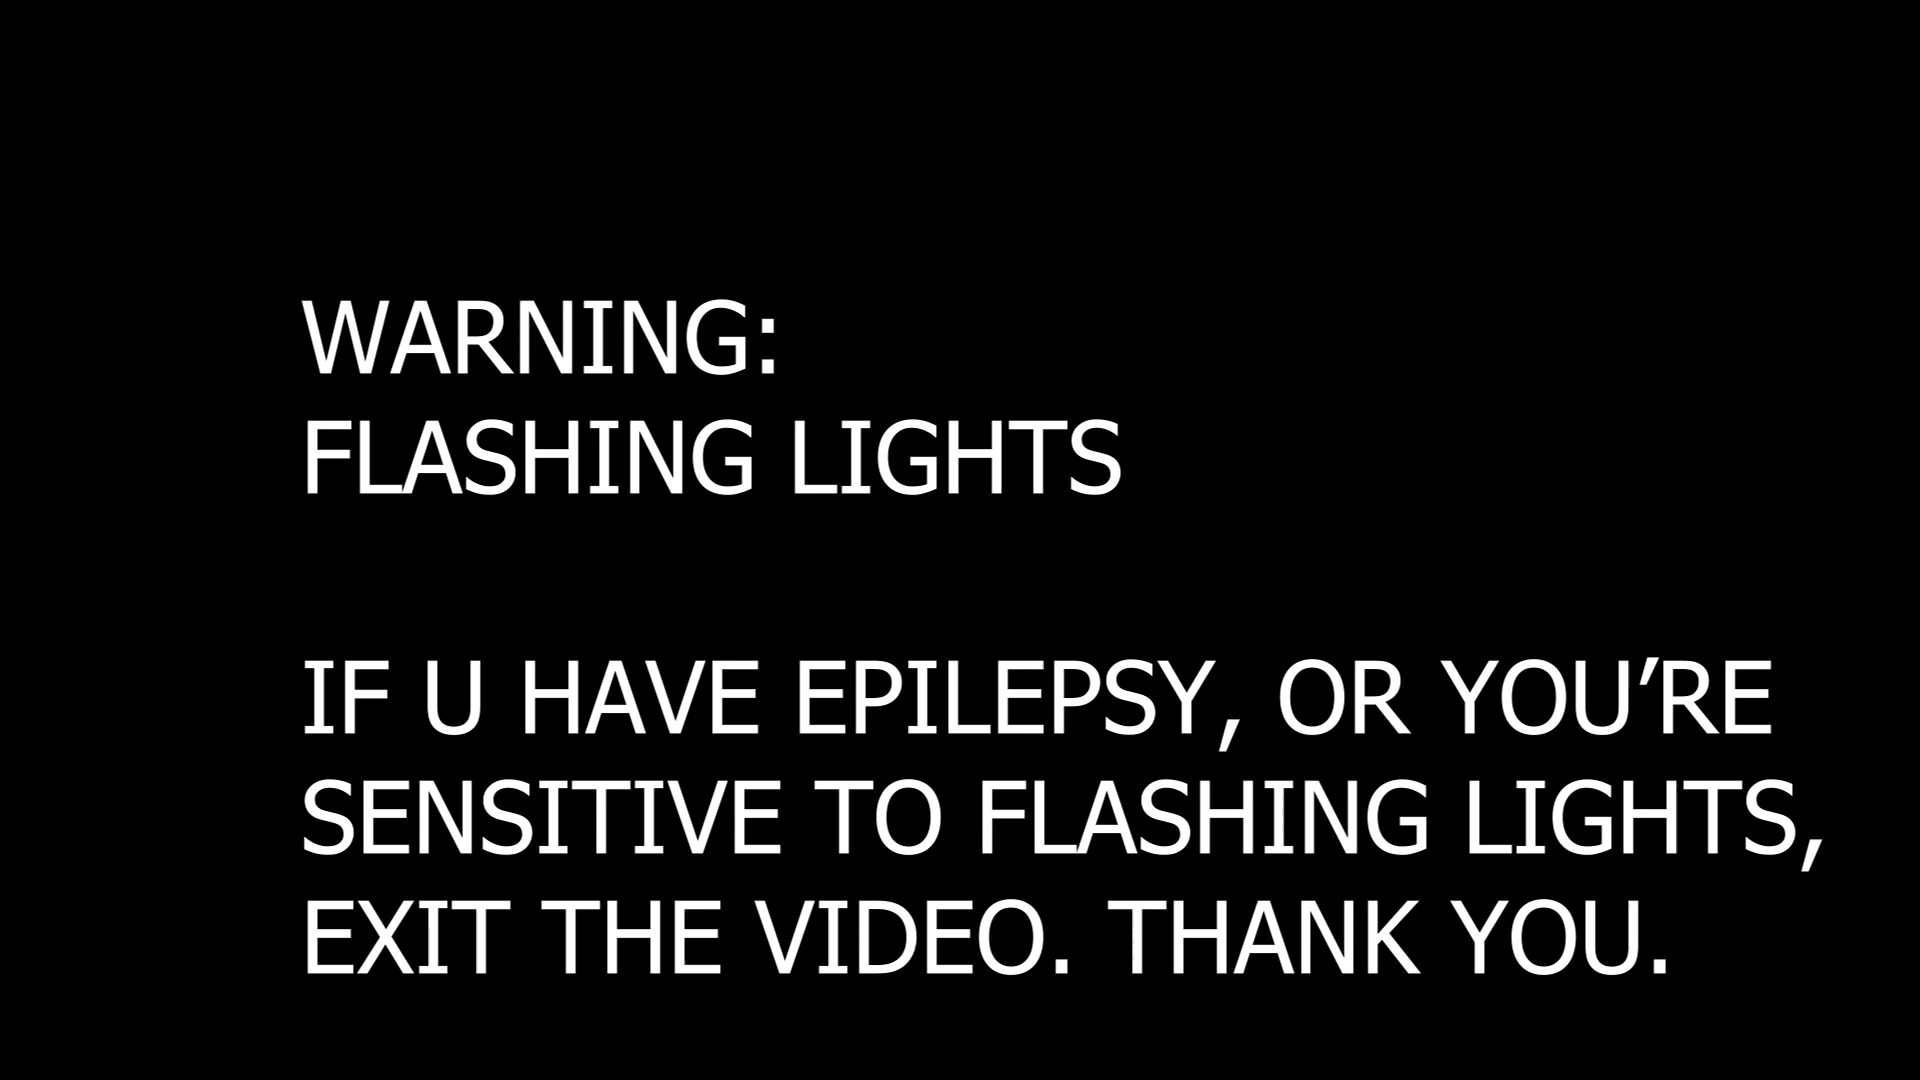 WARNING:
FLASHING LIGHTS
IF U HAVE EPILEPSY, OR YOU’RE
SENSITIVE TO FLASHING LIGHTS,
EXIT THE VIDEO. THANK YOU.